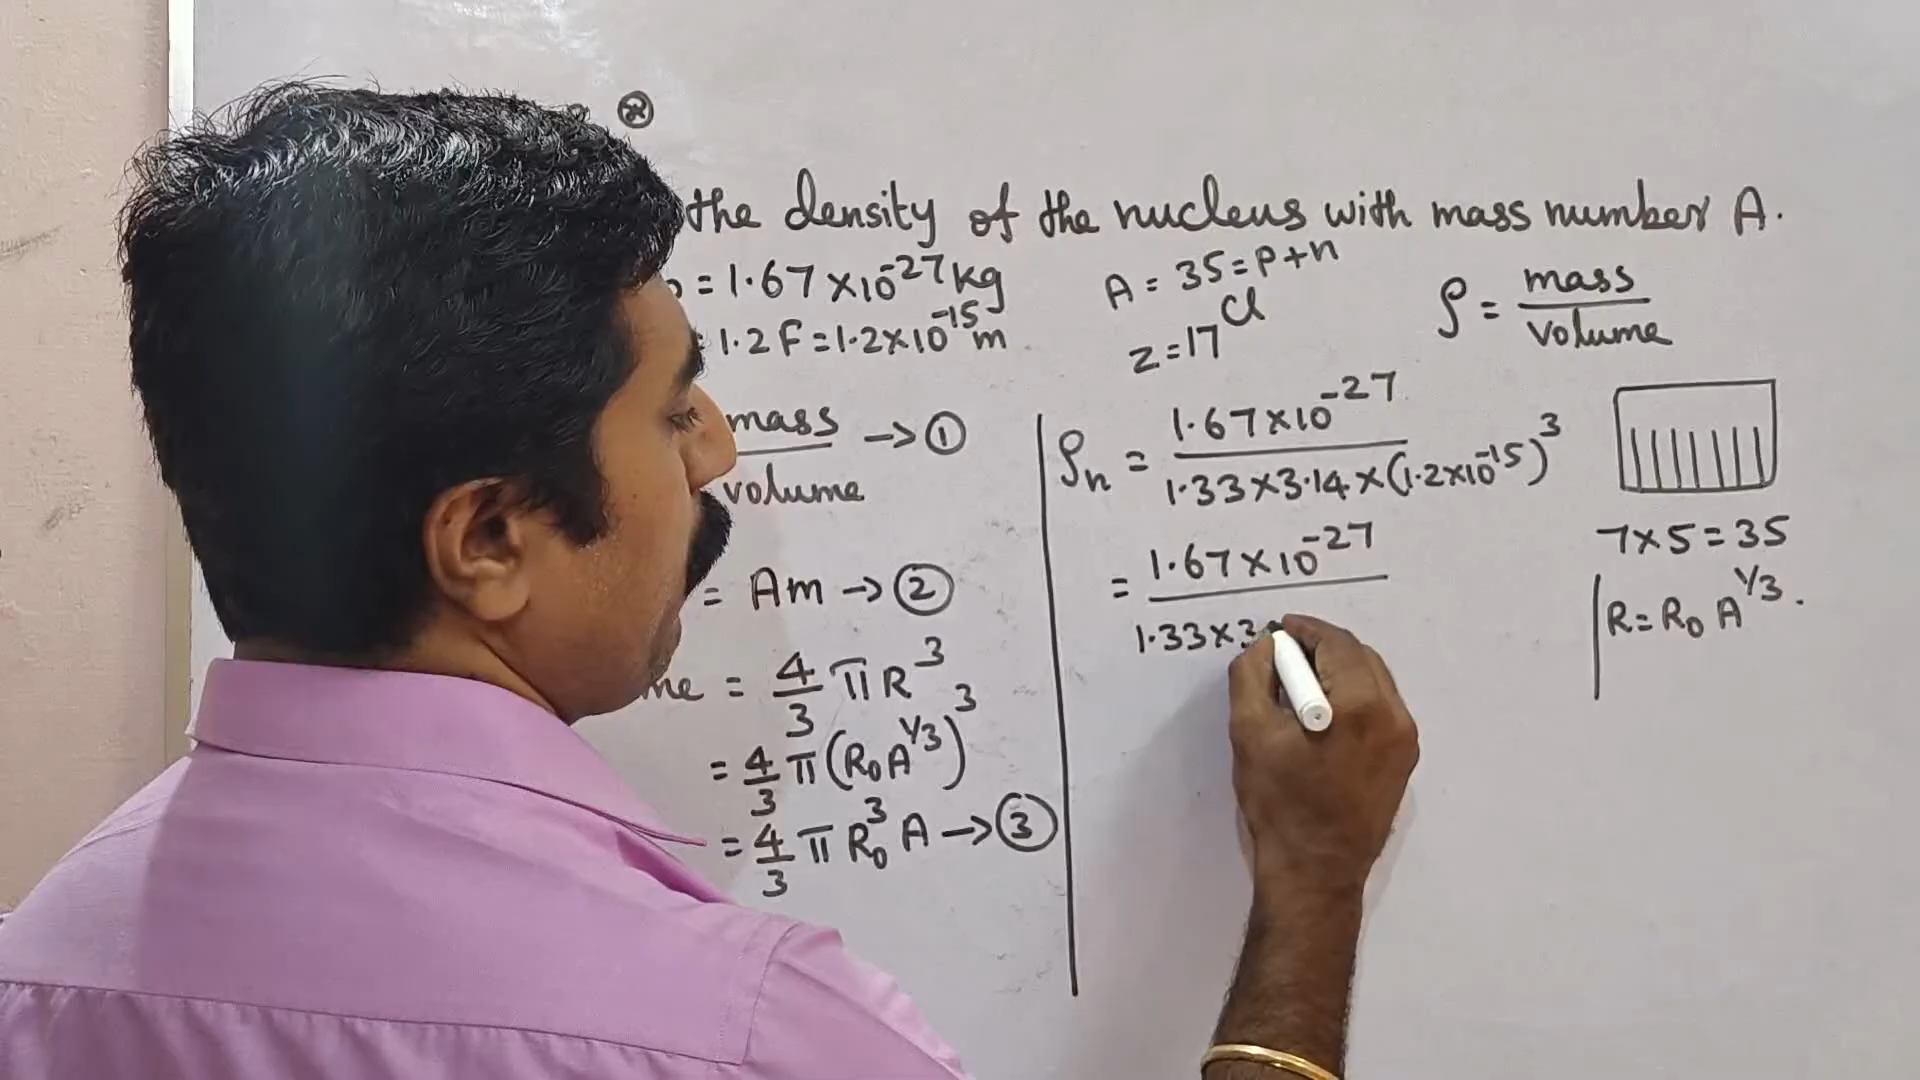 the density of the nucleus with mass number A.
= 1.67×10⁻²⁷kg
1.2 F = 1.2×10⁻¹⁵m
A = 35 = P+n
Cl
Z = 17
ρ = mass / volume
mass / volume → ①
= Am → ②
= 4/3 π R³
= 4/3 π (R₀ A^1/3)³
= 4/3 π R₀³ A → ③
ρₙ = 1.67×10⁻²⁷ / 1.33×3.14×(1.2×10⁻¹⁵)³
= 1.67×10⁻²⁷ / 1.33×3
7×5=35
R = R₀ A^1/3.